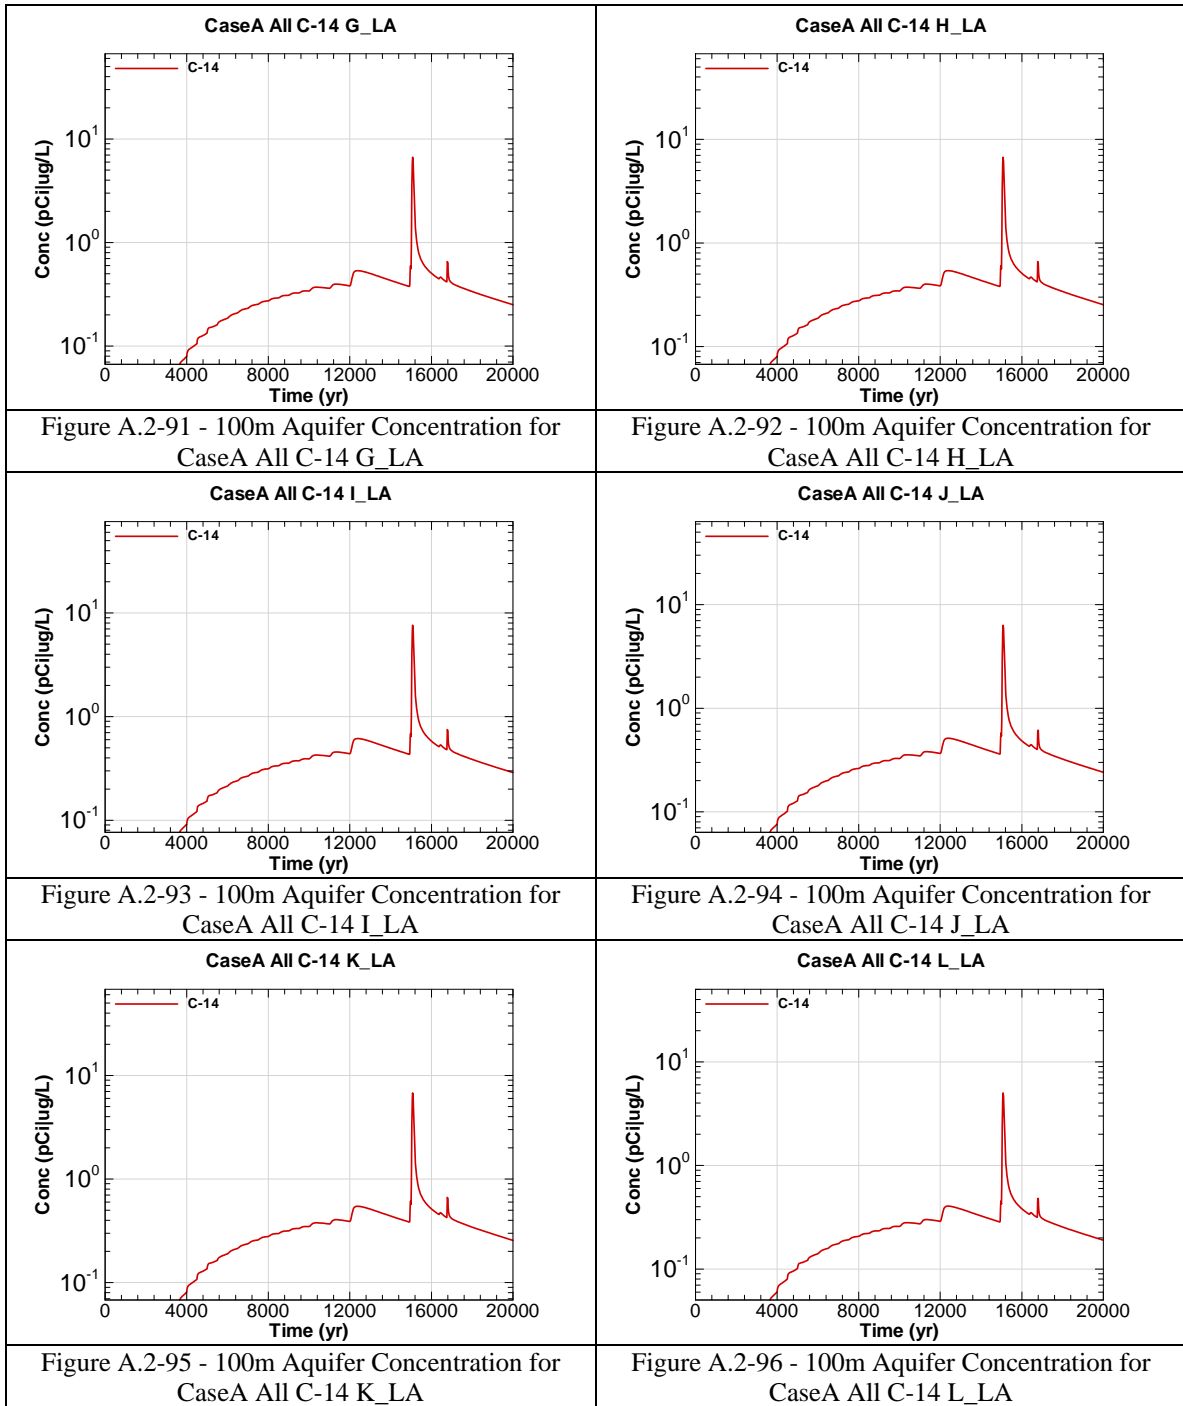 CaseA All C-14 G_LA
C-14
Conc (pCi|ug/L)
10^1
10^0
10^-1
0 4000 8000 12000 16000 20000
Time (yr)
Figure A.2-91 - 100m Aquifer Concentration for
CaseA All C-14 G_LA
CaseA All C-14 H_LA
C-14
Conc (pCi|ug/L)
10^1
10^0
10^-1
0 4000 8000 12000 16000 20000
Time (yr)
Figure A.2-92 - 100m Aquifer Concentration for
CaseA All C-14 H_LA
CaseA All C-14 I_LA
C-14
Conc (pCi|ug/L)
10^1
10^0
10^-1
0 4000 8000 12000 16000 20000
Time (yr)
Figure A.2-93 - 100m Aquifer Concentration for
CaseA All C-14 I_LA
CaseA All C-14 J_LA
C-14
Conc (pCi|ug/L)
10^1
10^0
10^-1
0 4000 8000 12000 16000 20000
Time (yr)
Figure A.2-94 - 100m Aquifer Concentration for
CaseA All C-14 J_LA
CaseA All C-14 K_LA
C-14
Conc (pCi|ug/L)
10^1
10^0
10^-1
0 4000 8000 12000 16000 20000
Time (yr)
Figure A.2-95 - 100m Aquifer Concentration for
CaseA All C-14 K_LA
CaseA All C-14 L_LA
C-14
Conc (pCi|ug/L)
10^1
10^0
10^-1
0 4000 8000 12000 16000 20000
Time (yr)
Figure A.2-96 - 100m Aquifer Concentration for
CaseA All C-14 L_LA